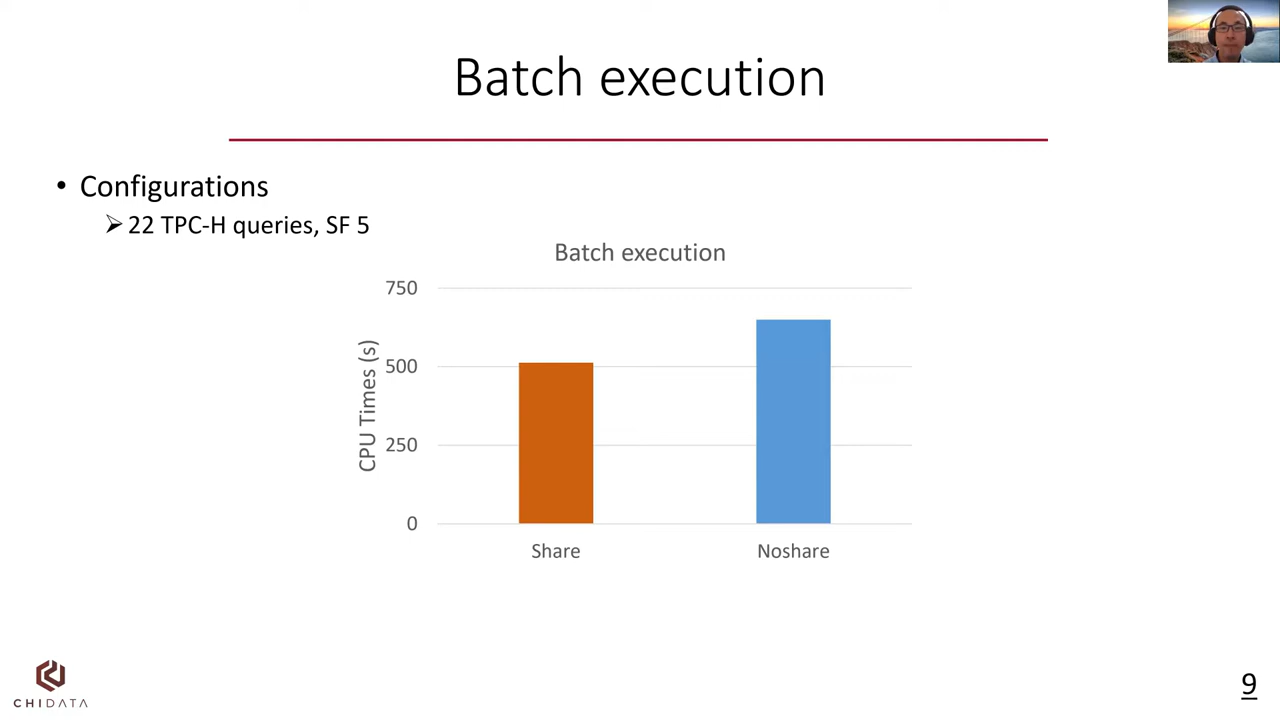 Batch execution
• Configurations
➢ 22 TPC-H queries, SF 5
Batch execution
750
500
250
0
CPU Times (s)
Share
Noshare
CHIDATA
9